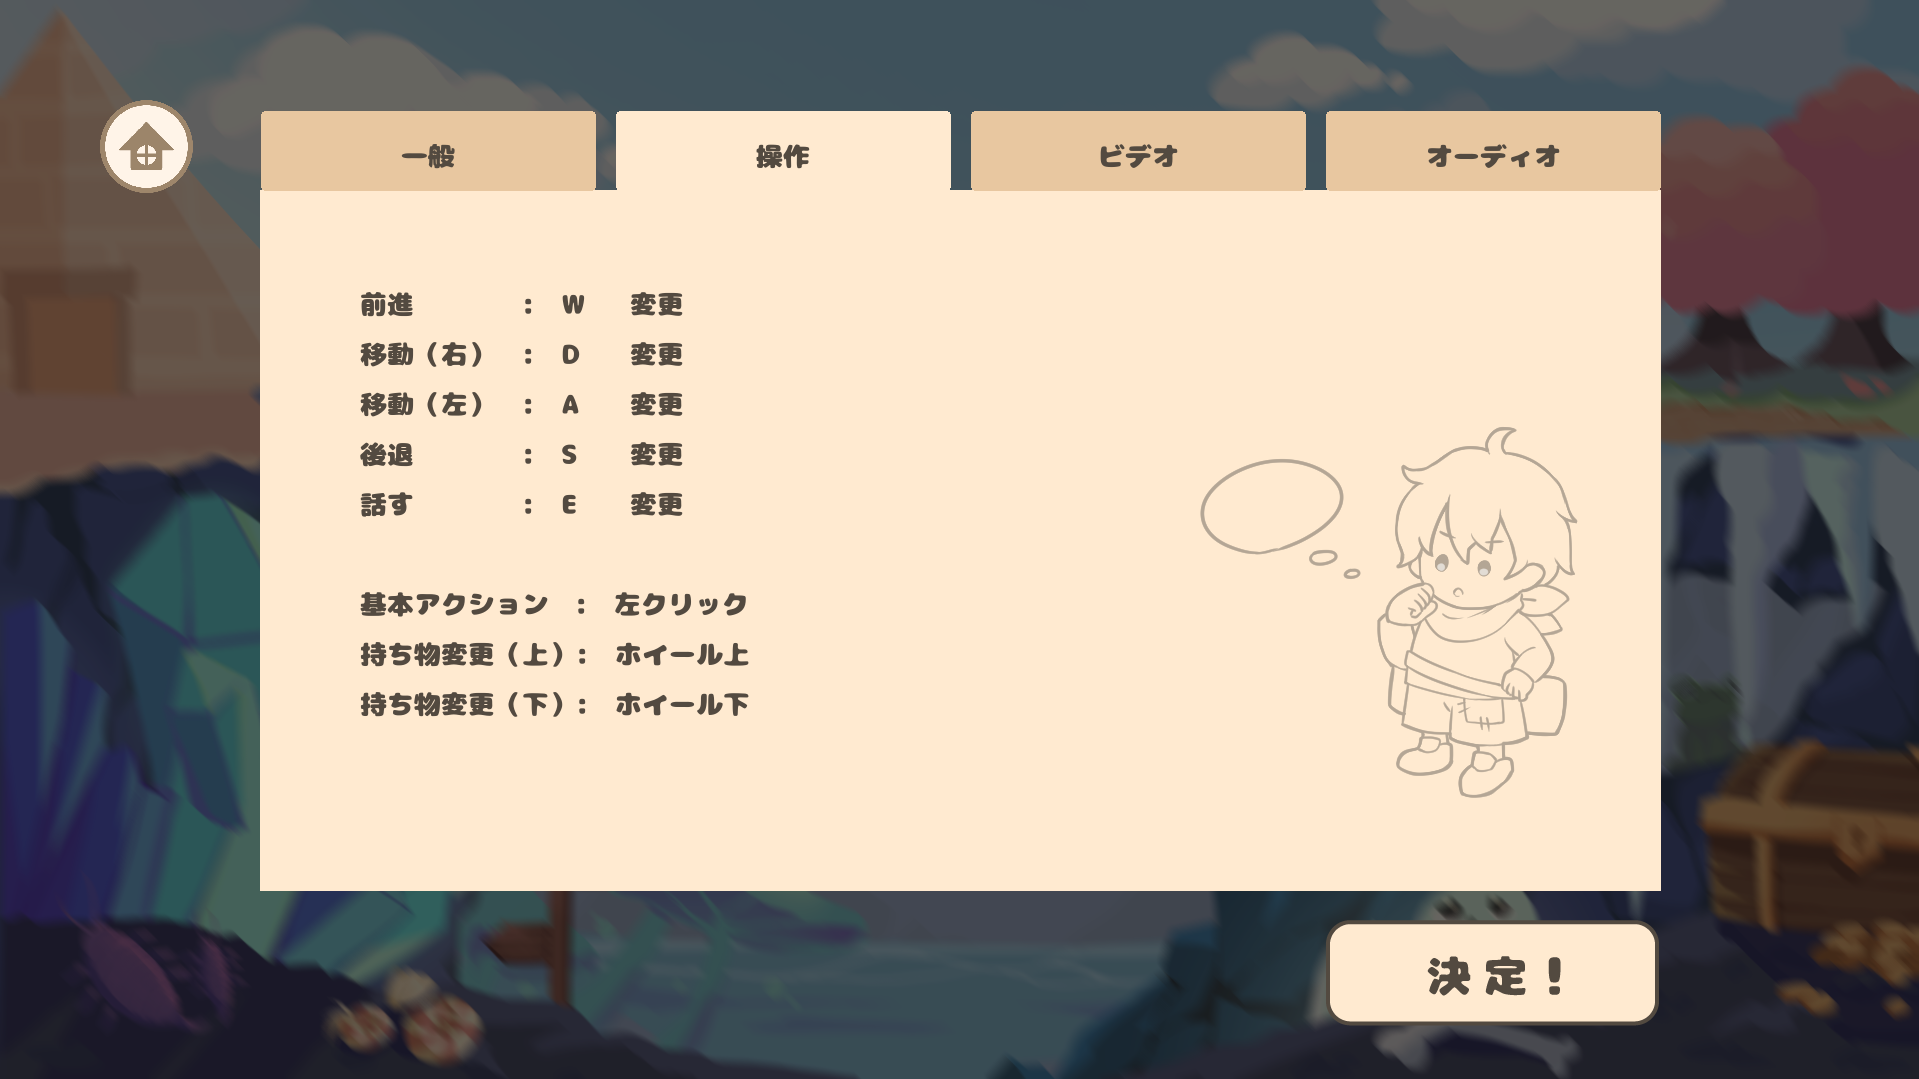 一般
操作
ビデオ
オーディオ
前進 : W 変更
移動（右） : D 変更
移動（左） : A 変更
後退 : S 変更
話す : E 変更
基本アクション : 左クリック
持ち物変更（上）: ホイール上
持ち物変更（下）: ホイール下
決定！